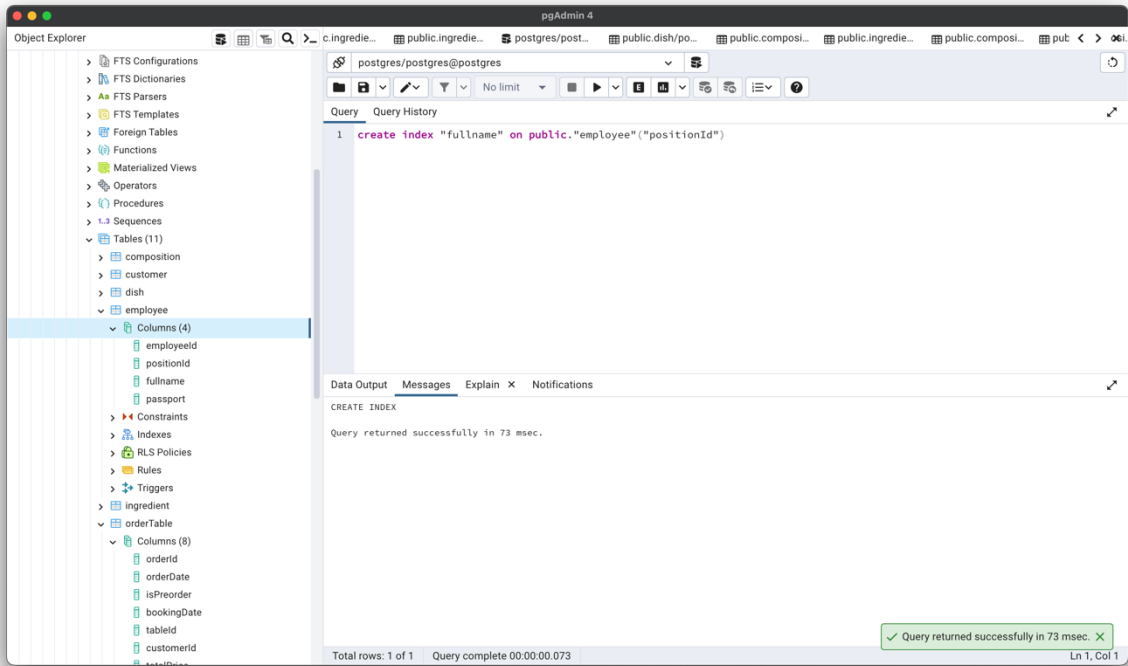 pgAdmin 4
Object Explorer
c.ingredie... public.ingredie... postgres/post... public.dish/po... public.composi... public.ingredie... public.composi... pub
postgres/postgres@postgres
No limit
Query Query History
1 create index "fullname" on public."employee"("positionId")
FTS Configurations
FTS Dictionaries
Aa FTS Parsers
FTS Templates
Foreign Tables
Functions
Materialized Views
Operators
Procedures
1..3 Sequences
Tables (11)
composition
customer
dish
employee
Columns (4)
employeeId
positionId
fullname
passport
Constraints
Indexes
RLS Policies
Rules
Triggers
ingredient
orderTable
Columns (8)
orderId
orderDate
isPreorder
bookingDate
tableId
customerId
totalPrice
Data Output Messages Explain Notifications
CREATE INDEX
Query returned successfully in 73 msec.
Query returned successfully in 73 msec.
Total rows: 1 of 1 Query complete 00:00:00.073 Ln 1, Col 1